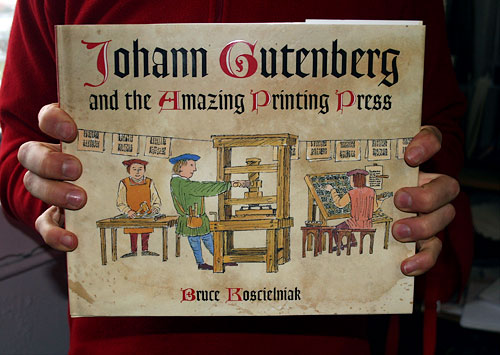 Johann Gutenberg
and the Amazing Printing Press
Bruce Koscielniak